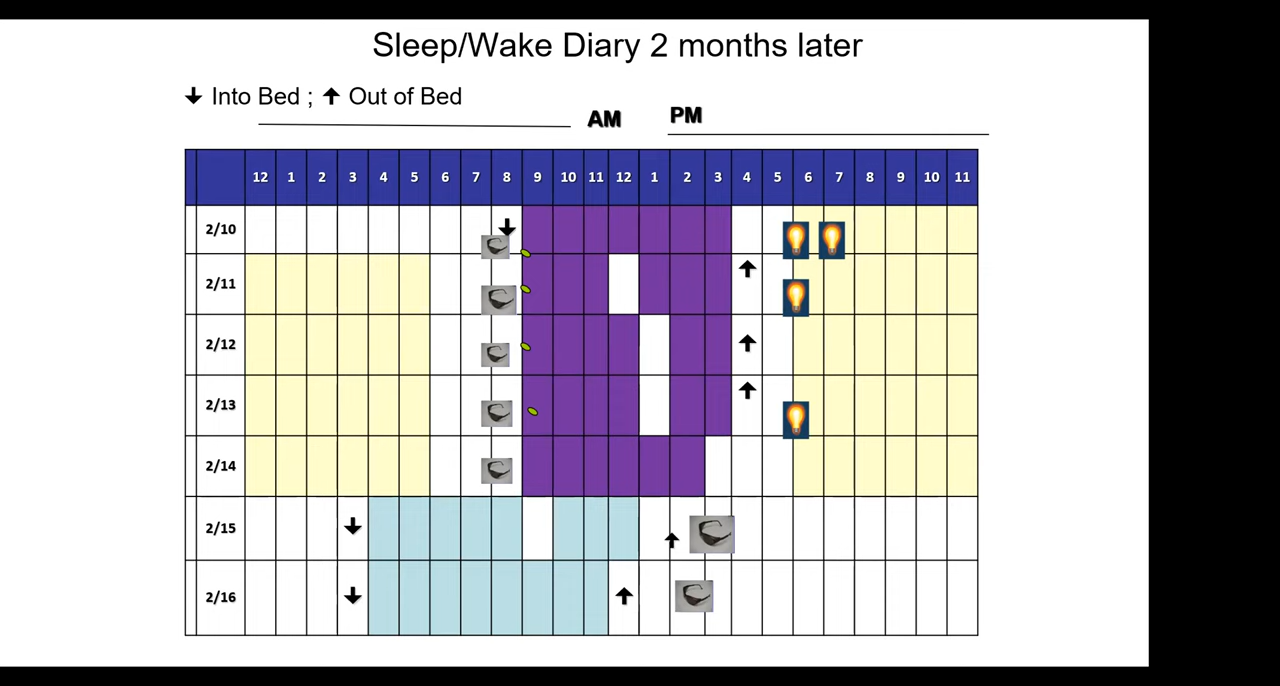 Sleep/Wake Diary 2 months later
↓ Into Bed ; ↑ Out of Bed
AM PM
12 1 2 3 4 5 6 7 8 9 10 11 12 1 2 3 4 5 6 7 8 9 10 11
2/10
2/11
2/12
2/13
2/14
2/15
2/16